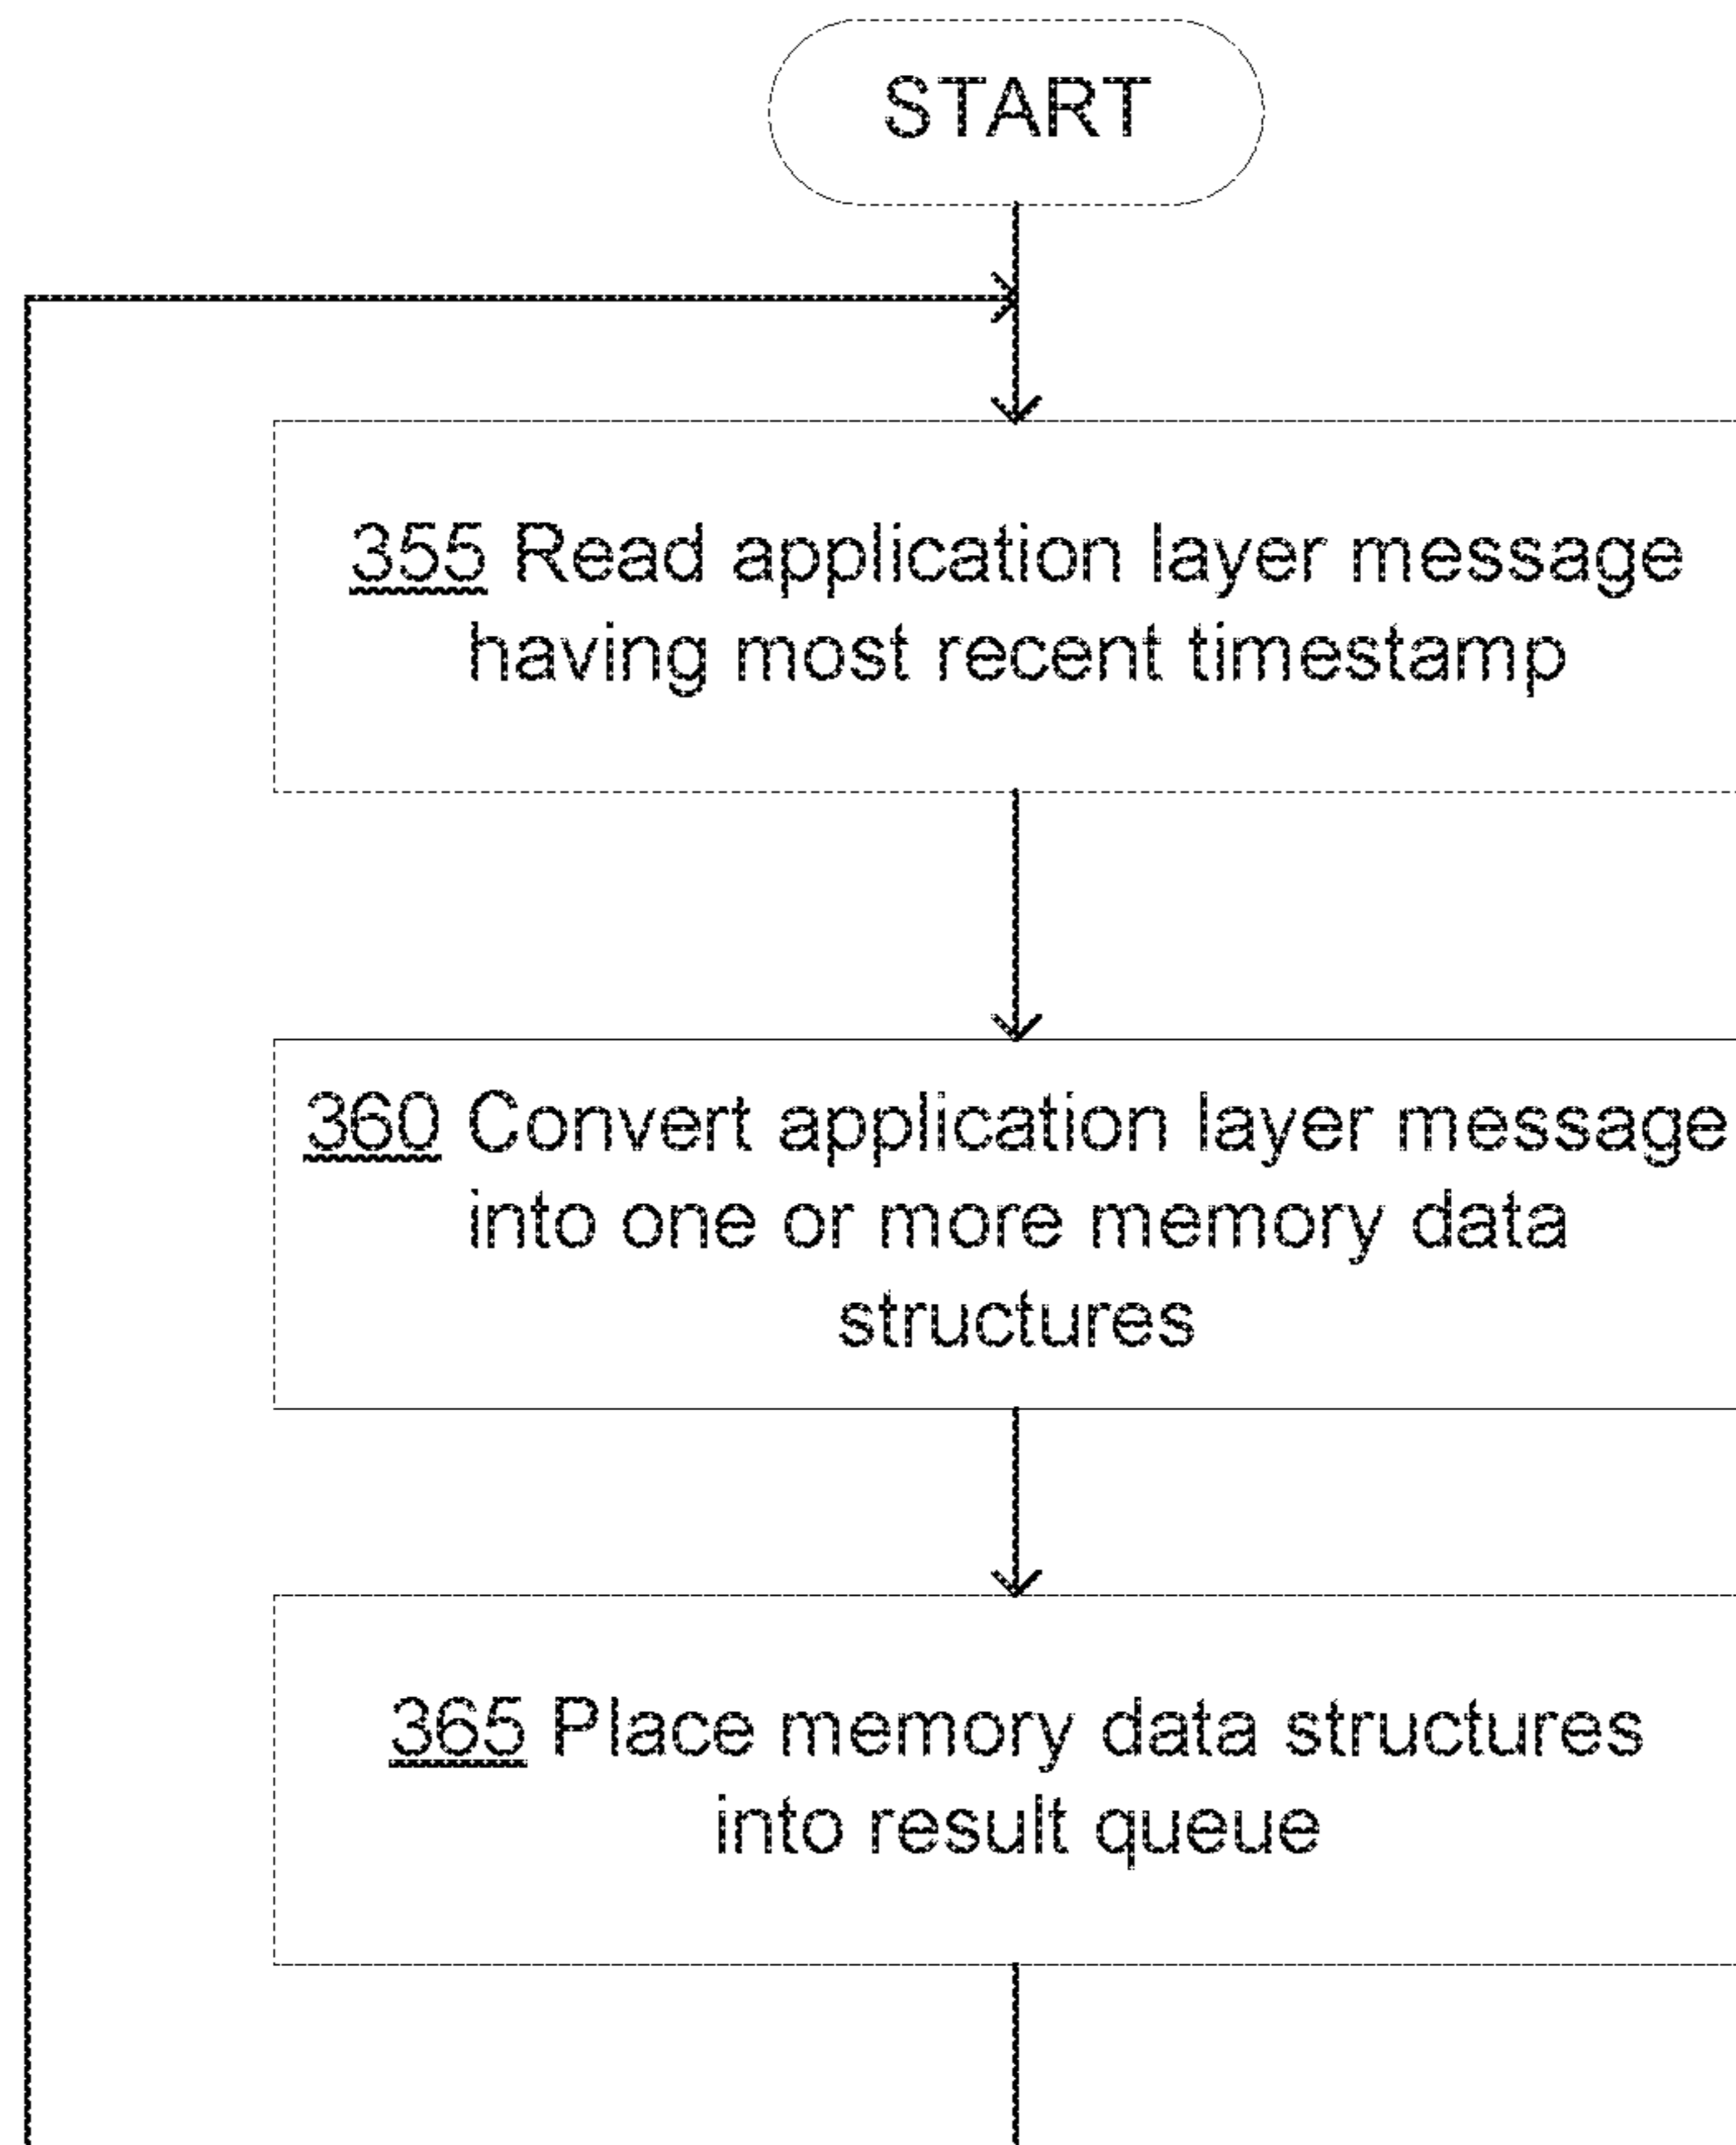 START
355 Read application layer message
having most recent timestamp
360 Convert application layer message
into one or more memory data
structures
365 Place memory data structures
into result queue